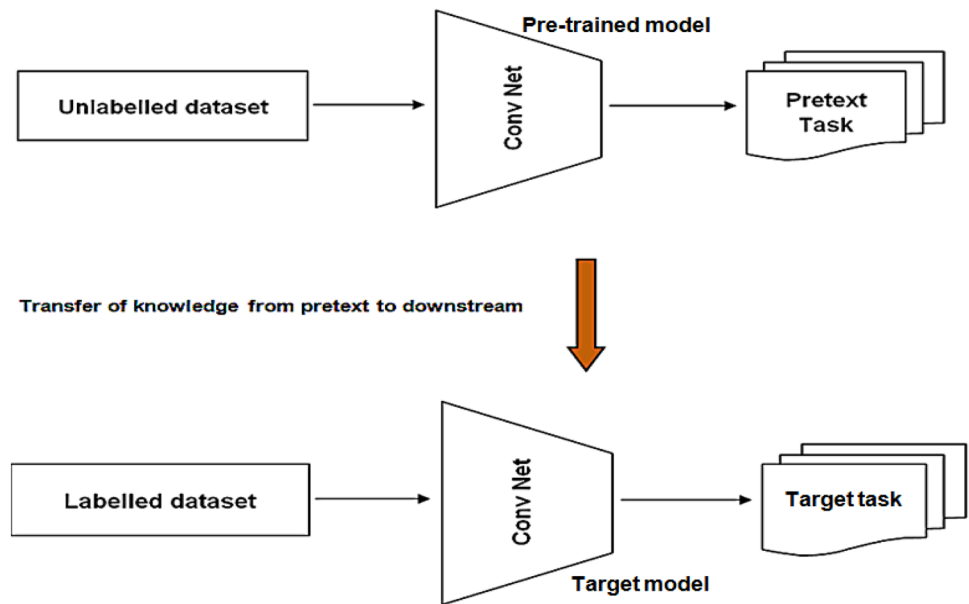 Pre-trained model
Unlabelled dataset
Conv Net
Pretext
Task
Transfer of knowledge from pretext to downstream
Labelled dataset
Conv Net
Target task
Target model